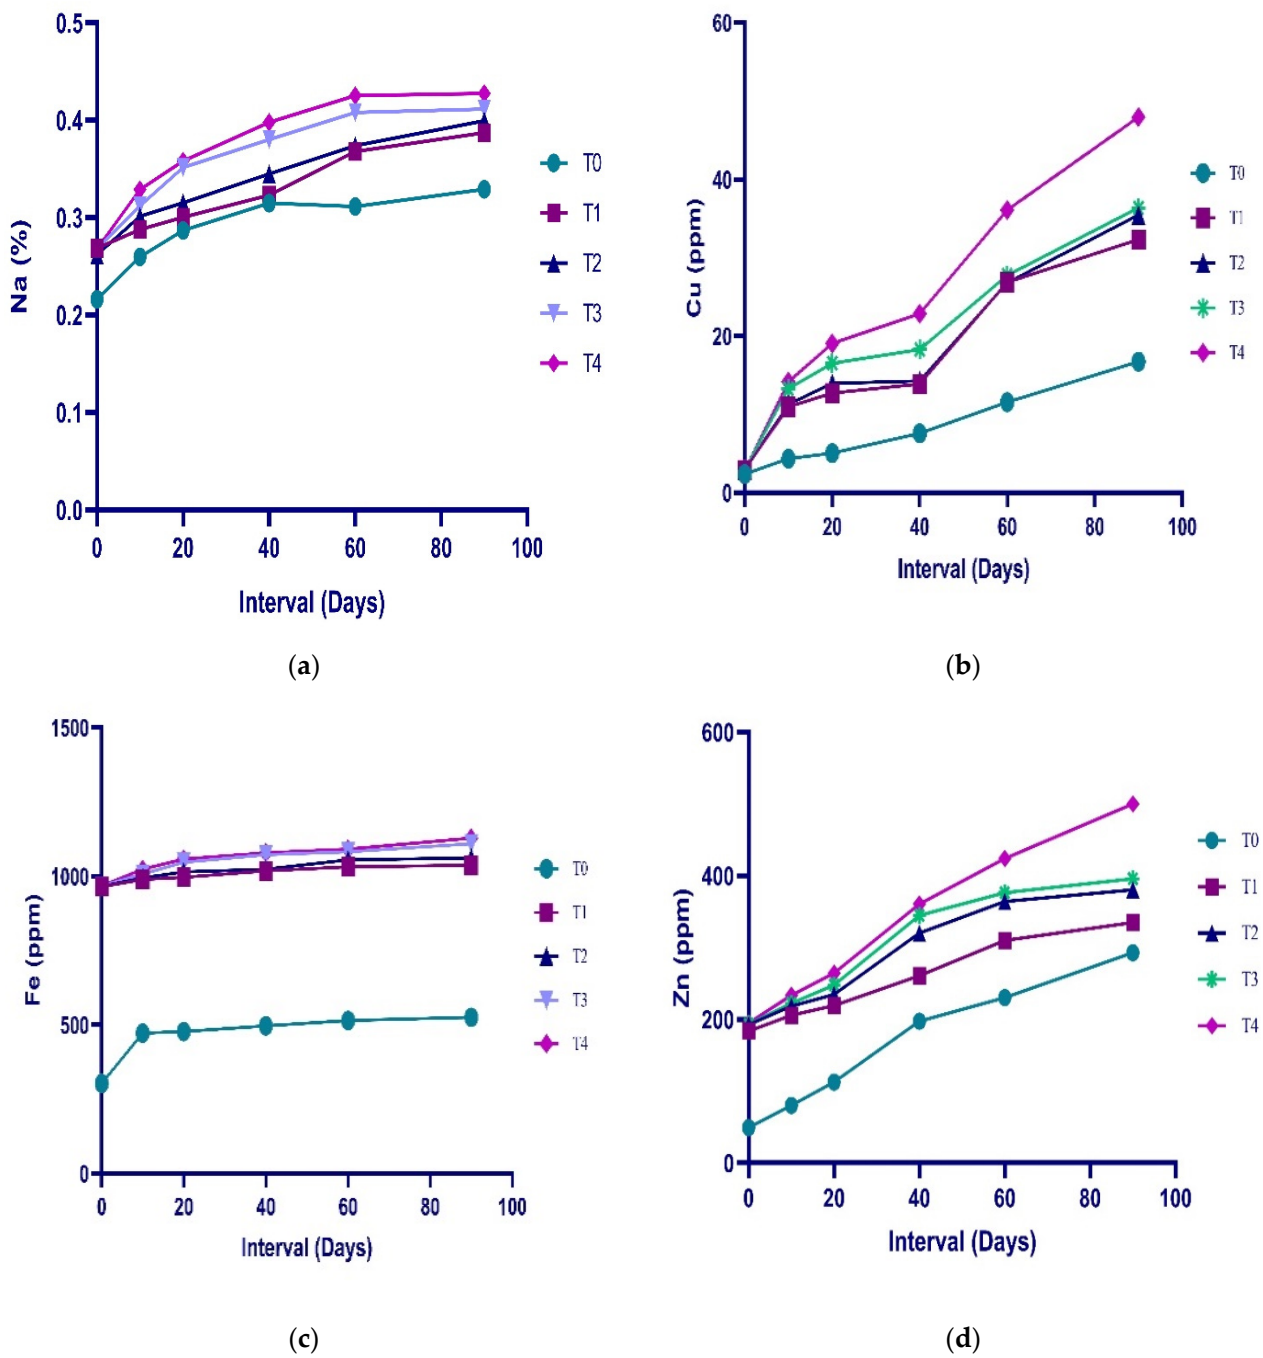 0.5
0.4
0.3
0.2
0.1
0.0
Na (%)
0
20
40
60
80
100
Interval (Days)
T0
T1
T2
T3
T4
(a)
60
40
20
0
Cu (ppm)
0
20
40
60
80
100
Interval (Days)
T0
T1
T2
T3
T4
(b)
1500
1000
500
0
Fe (ppm)
0
20
40
60
80
100
Interval (Days)
T0
T1
T2
T3
T4
(c)
600
400
200
0
Zn (ppm)
0
20
40
60
80
100
Interval (Days)
T0
T1
T2
T3
T4
(d)